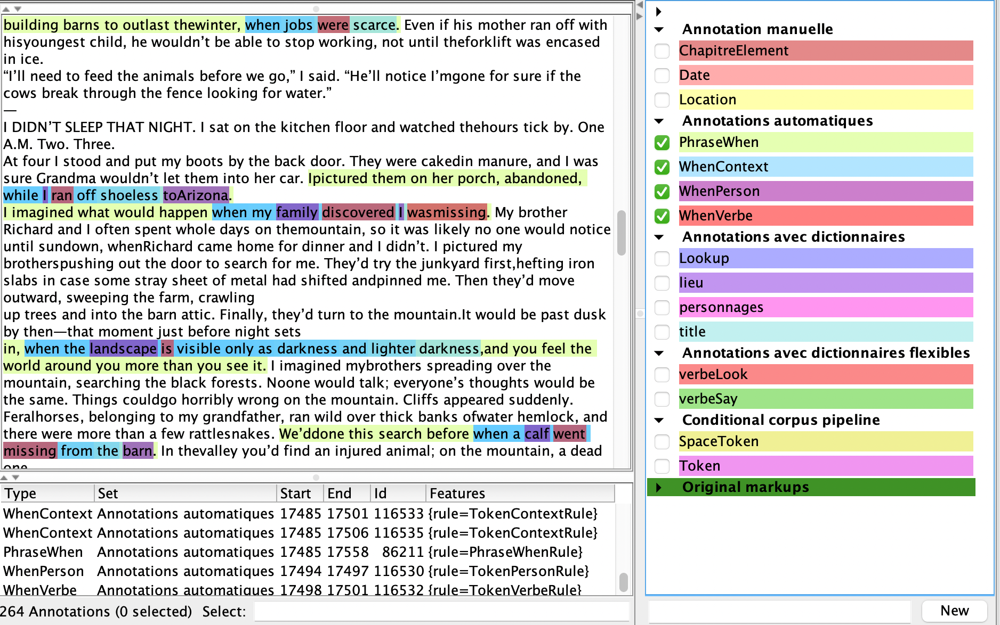 building barns to outlast thewinter, when jobs were scarce. Even if his mother ran off with
hisyoungest child, he wouldn’t be able to stop working, not until theforklift was encased
in ice.
“I’ll need to feed the animals before we go,” I said. “He’ll notice I’mgone for sure if the
cows break through the fence looking for water.”
—
I DIDN’T SLEEP THAT NIGHT. I sat on the kitchen floor and watched thehours tick by. One
A.M. Two. Three.
At four I stood and put my boots by the back door. They were cakedin manure, and I was
sure Grandma wouldn’t let them into her car. Ipictured them on her porch, abandoned,
while I ran off shoeless toArizona.
I imagined what would happen when my family discovered I wasmissing. My brother
Richard and I often spent whole days on themountain, so it was likely no one would notice
until sundown, whenRichard came home for dinner and I didn’t. I pictured my
brotherspushing out the door to search for me. They’d try the junkyard first,hefting iron
slabs in case some stray sheet of metal had shifted andpinned me. Then they’d move
outward, sweeping the farm, crawling
up trees and into the barn attic. Finally, they’d turn to the mountain.It would be past dusk
by then—that moment just before night sets
in, when the landscape is visible only as darkness and lighter darkness,and you feel the
world around you more than you see it. I imagined mybrothers spreading over the
mountain, searching the black forests. Noone would talk; everyone’s thoughts would be
the same. Things couldgo horribly wrong on the mountain. Cliffs appeared suddenly.
Feralhorses, belonging to my grandfather, ran wild over thick banks ofwater hemlock, and
there were more than a few rattlesnakes. We’ddone this search before when a calf went
missing from the barn. In thevalley you’d find an injured animal; on the mountain, a dead
one
Type Set Start End Id Features
WhenContext Annotations automatiques 17485 17501 116533 {rule=TokenContextRule}
WhenContext Annotations automatiques 17485 17506 116535 {rule=TokenContextRule}
PhraseWhen Annotations automatiques 17485 17558 86211 {rule=PhraseWhenRule}
WhenPerson Annotations automatiques 17494 17497 116530 {rule=TokenPersonRule}
WhenVerbe Annotations automatiques 17498 17501 116532 {rule=TokenVerbeRule}
264 Annotations (0 selected) Select:
Annotation manuelle
ChapitreElement
Date
Location
Annotations automatiques
PhraseWhen
WhenContext
WhenPerson
WhenVerbe
Annotations avec dictionnaires
Lookup
lieu
personnages
title
Annotations avec dictionnaires flexibles
verbeLook
verbeSay
Conditional corpus pipeline
SpaceToken
Token
Original markups
New